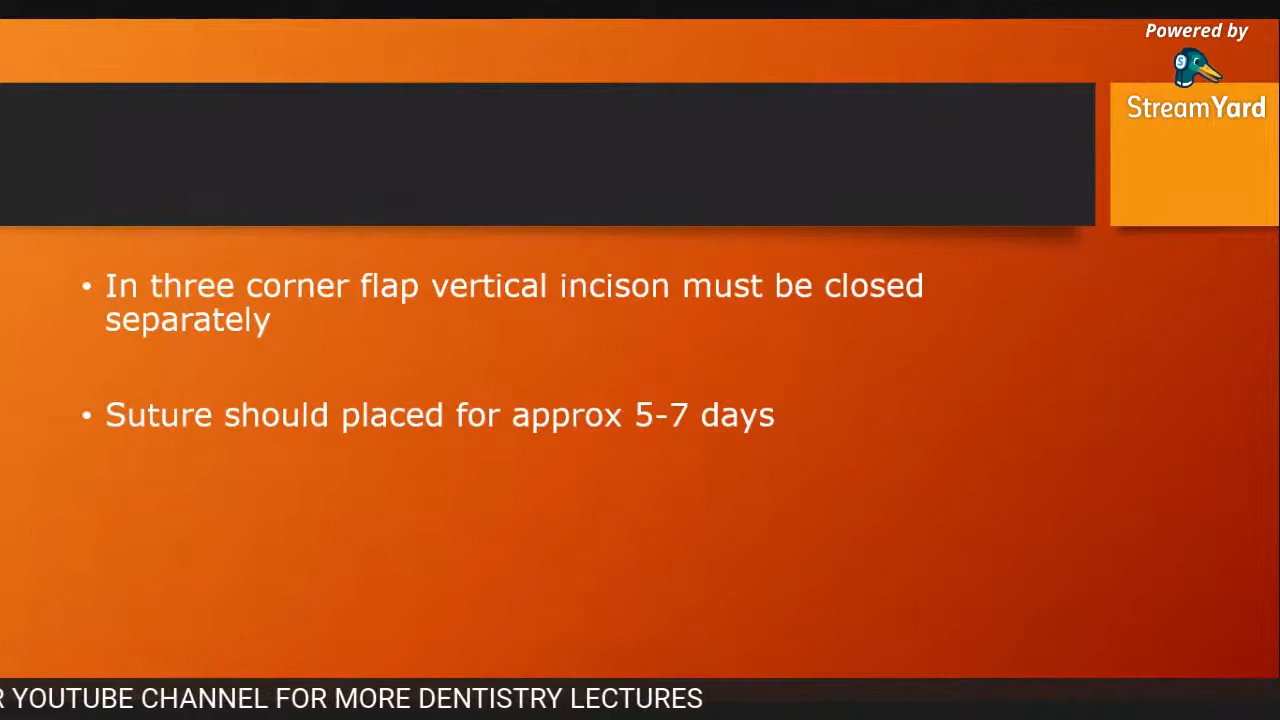 Powered by
StreamYard
• In three corner flap vertical incison must be closed
separately
• Suture should placed for approx 5-7 days
R YOUTUBE CHANNEL FOR MORE DENTISTRY LECTURES